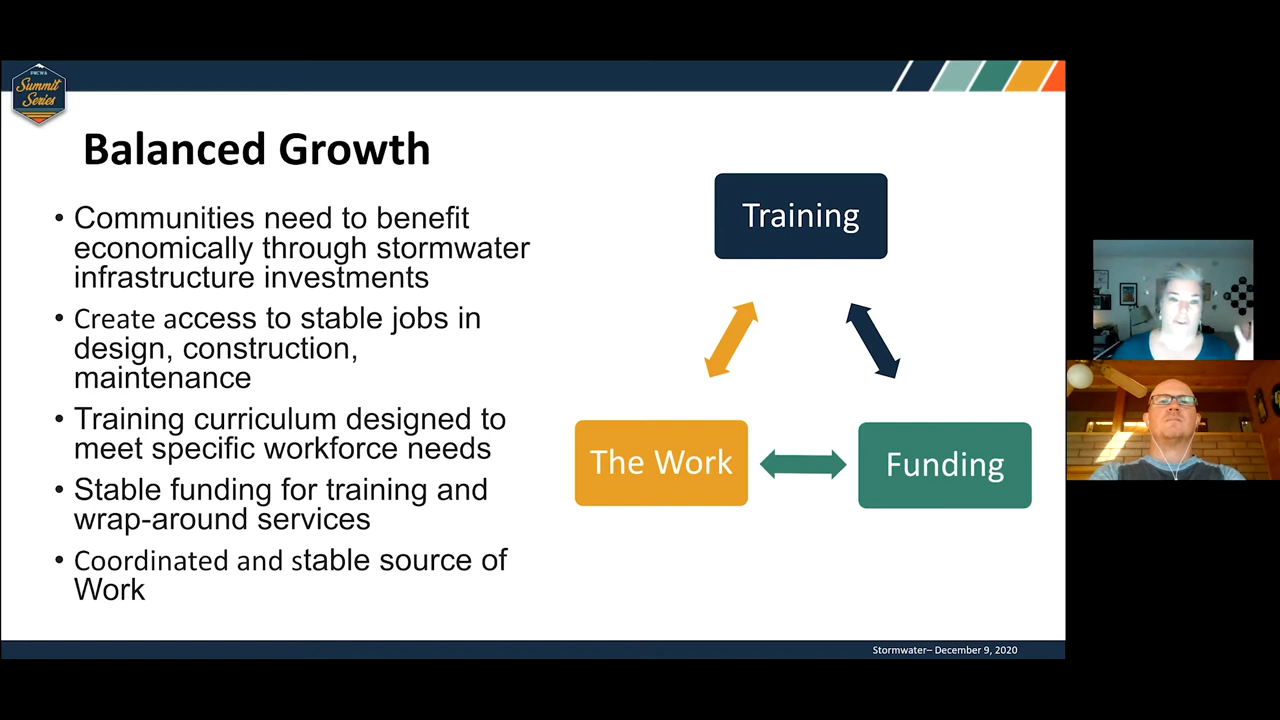 Summit
Series
Balanced Growth
• Communities need to benefit
economically through stormwater
infrastructure investments
• Create access to stable jobs in
design, construction,
maintenance
• Training curriculum designed to
meet specific workforce needs
• Stable funding for training and
wrap-around services
• Coordinated and stable source of
Work
Training
The Work
Funding
Stormwater– December 9, 2020